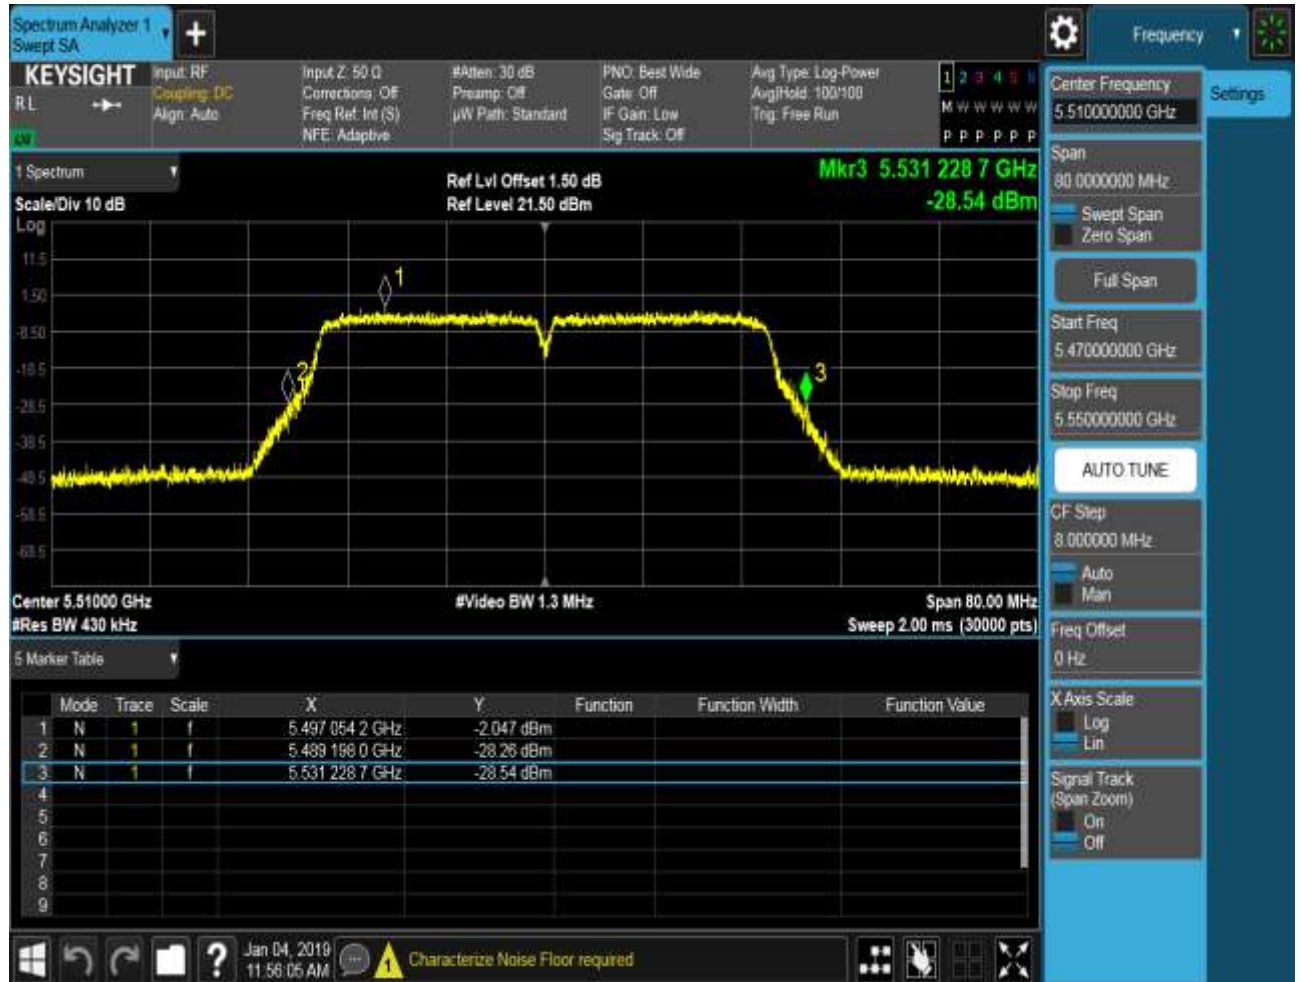 Spectrum Analyzer 1
Swept SA
Frequency
KEYSIGHT
Input: RF
Input Z: 50 Ω
#Atten: 30 dB
PNO: Best Wide
Avg Type: Log-Power
1 2 3 4 5 6
RL
Coupling: DC
Corrections: Off
Preamp: Off
Gate: Off
Avg|Hold: 100/100
M W W W W W
Align: Auto
Freq Ref: Int (S)
µW Path: Standard
IF Gain: Low
Trig: Free Run
NFE: Adaptive
Sig Track: Off
P P P P P P
1 Spectrum
Ref Lvl Offset 1.50 dB
Mkr3 5.531 228 7 GHz
Scale/Div 10 dB
Ref Level 21.50 dBm
-28.54 dBm
Log
11.5
1.50
-8.50
-18.5
-28.5
-38.5
-48.5
-58.5
-68.5
1
2
3
Center 5.51000 GHz
#Video BW 1.3 MHz
Span 80.00 MHz
#Res BW 430 kHz
Sweep 2.00 ms (30000 pts)
5 Marker Table
Mode Trace Scale X Y Function Function Width Function Value
1 N 1 f 5.497 054 2 GHz -2.047 dBm
2 N 1 f 5.489 198 0 GHz -28.26 dBm
3 N 1 f 5.531 228 7 GHz -28.54 dBm
4
5
6
7
8
9
Jan 04, 2019
11:56:05 AM
1
Characterize Noise Floor required
Settings
Center Frequency
5.510000000 GHz
Span
80.0000000 MHz
Swept Span
Zero Span
Full Span
Start Freq
5.470000000 GHz
Stop Freq
5.550000000 GHz
AUTO TUNE
CF Step
8.000000 MHz
Auto
Man
Freq Offset
0 Hz
X Axis Scale
Log
Lin
Signal Track
(Span Zoom)
On
Off